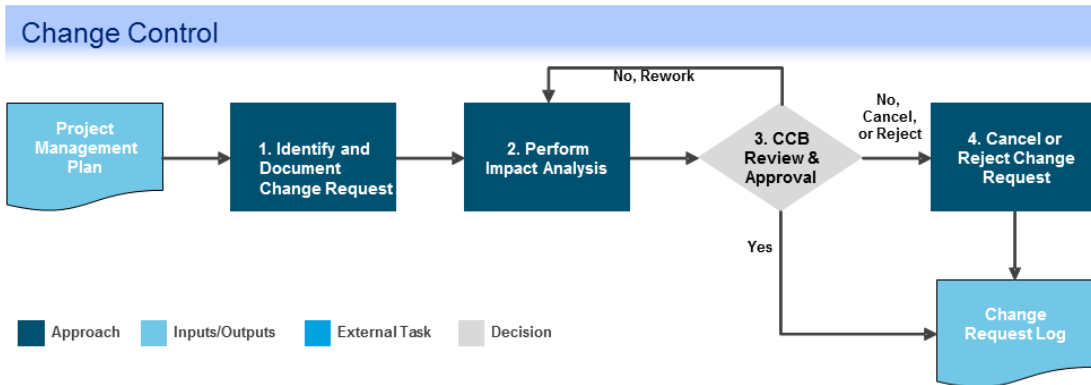 Change Control
No, Rework
Project
Management
Plan
1. Identify and
Document
Change Request
2. Perform
Impact Analysis
3. CCB
Review &
Approval
No,
Cancel,
or Reject
4. Cancel or
Reject Change
Request
Yes
Change
Request Log
Approach
Inputs/Outputs
External Task
Decision